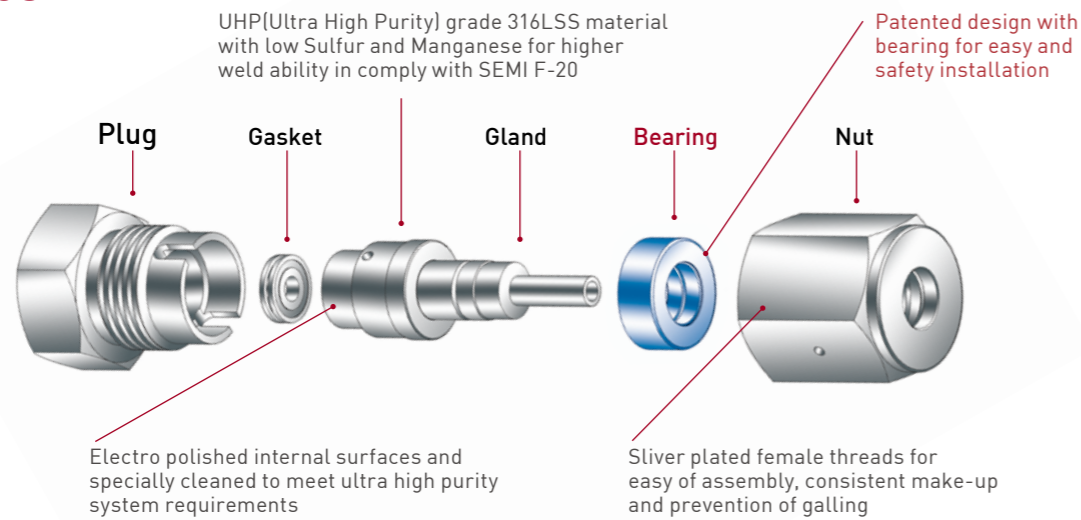 UHP(Ultra High Purity) grade 316LSS material
with low Sulfur and Manganese for higher
weld ability in comply with SEMI F-20
Patented design with
bearing for easy and
safety installation
Plug
Gasket
Gland
Bearing
Nut
Electro polished internal surfaces and
specially cleaned to meet ultra high purity
system requirements
Sliver plated female threads for
easy of assembly, consistent make-up
and prevention of galling